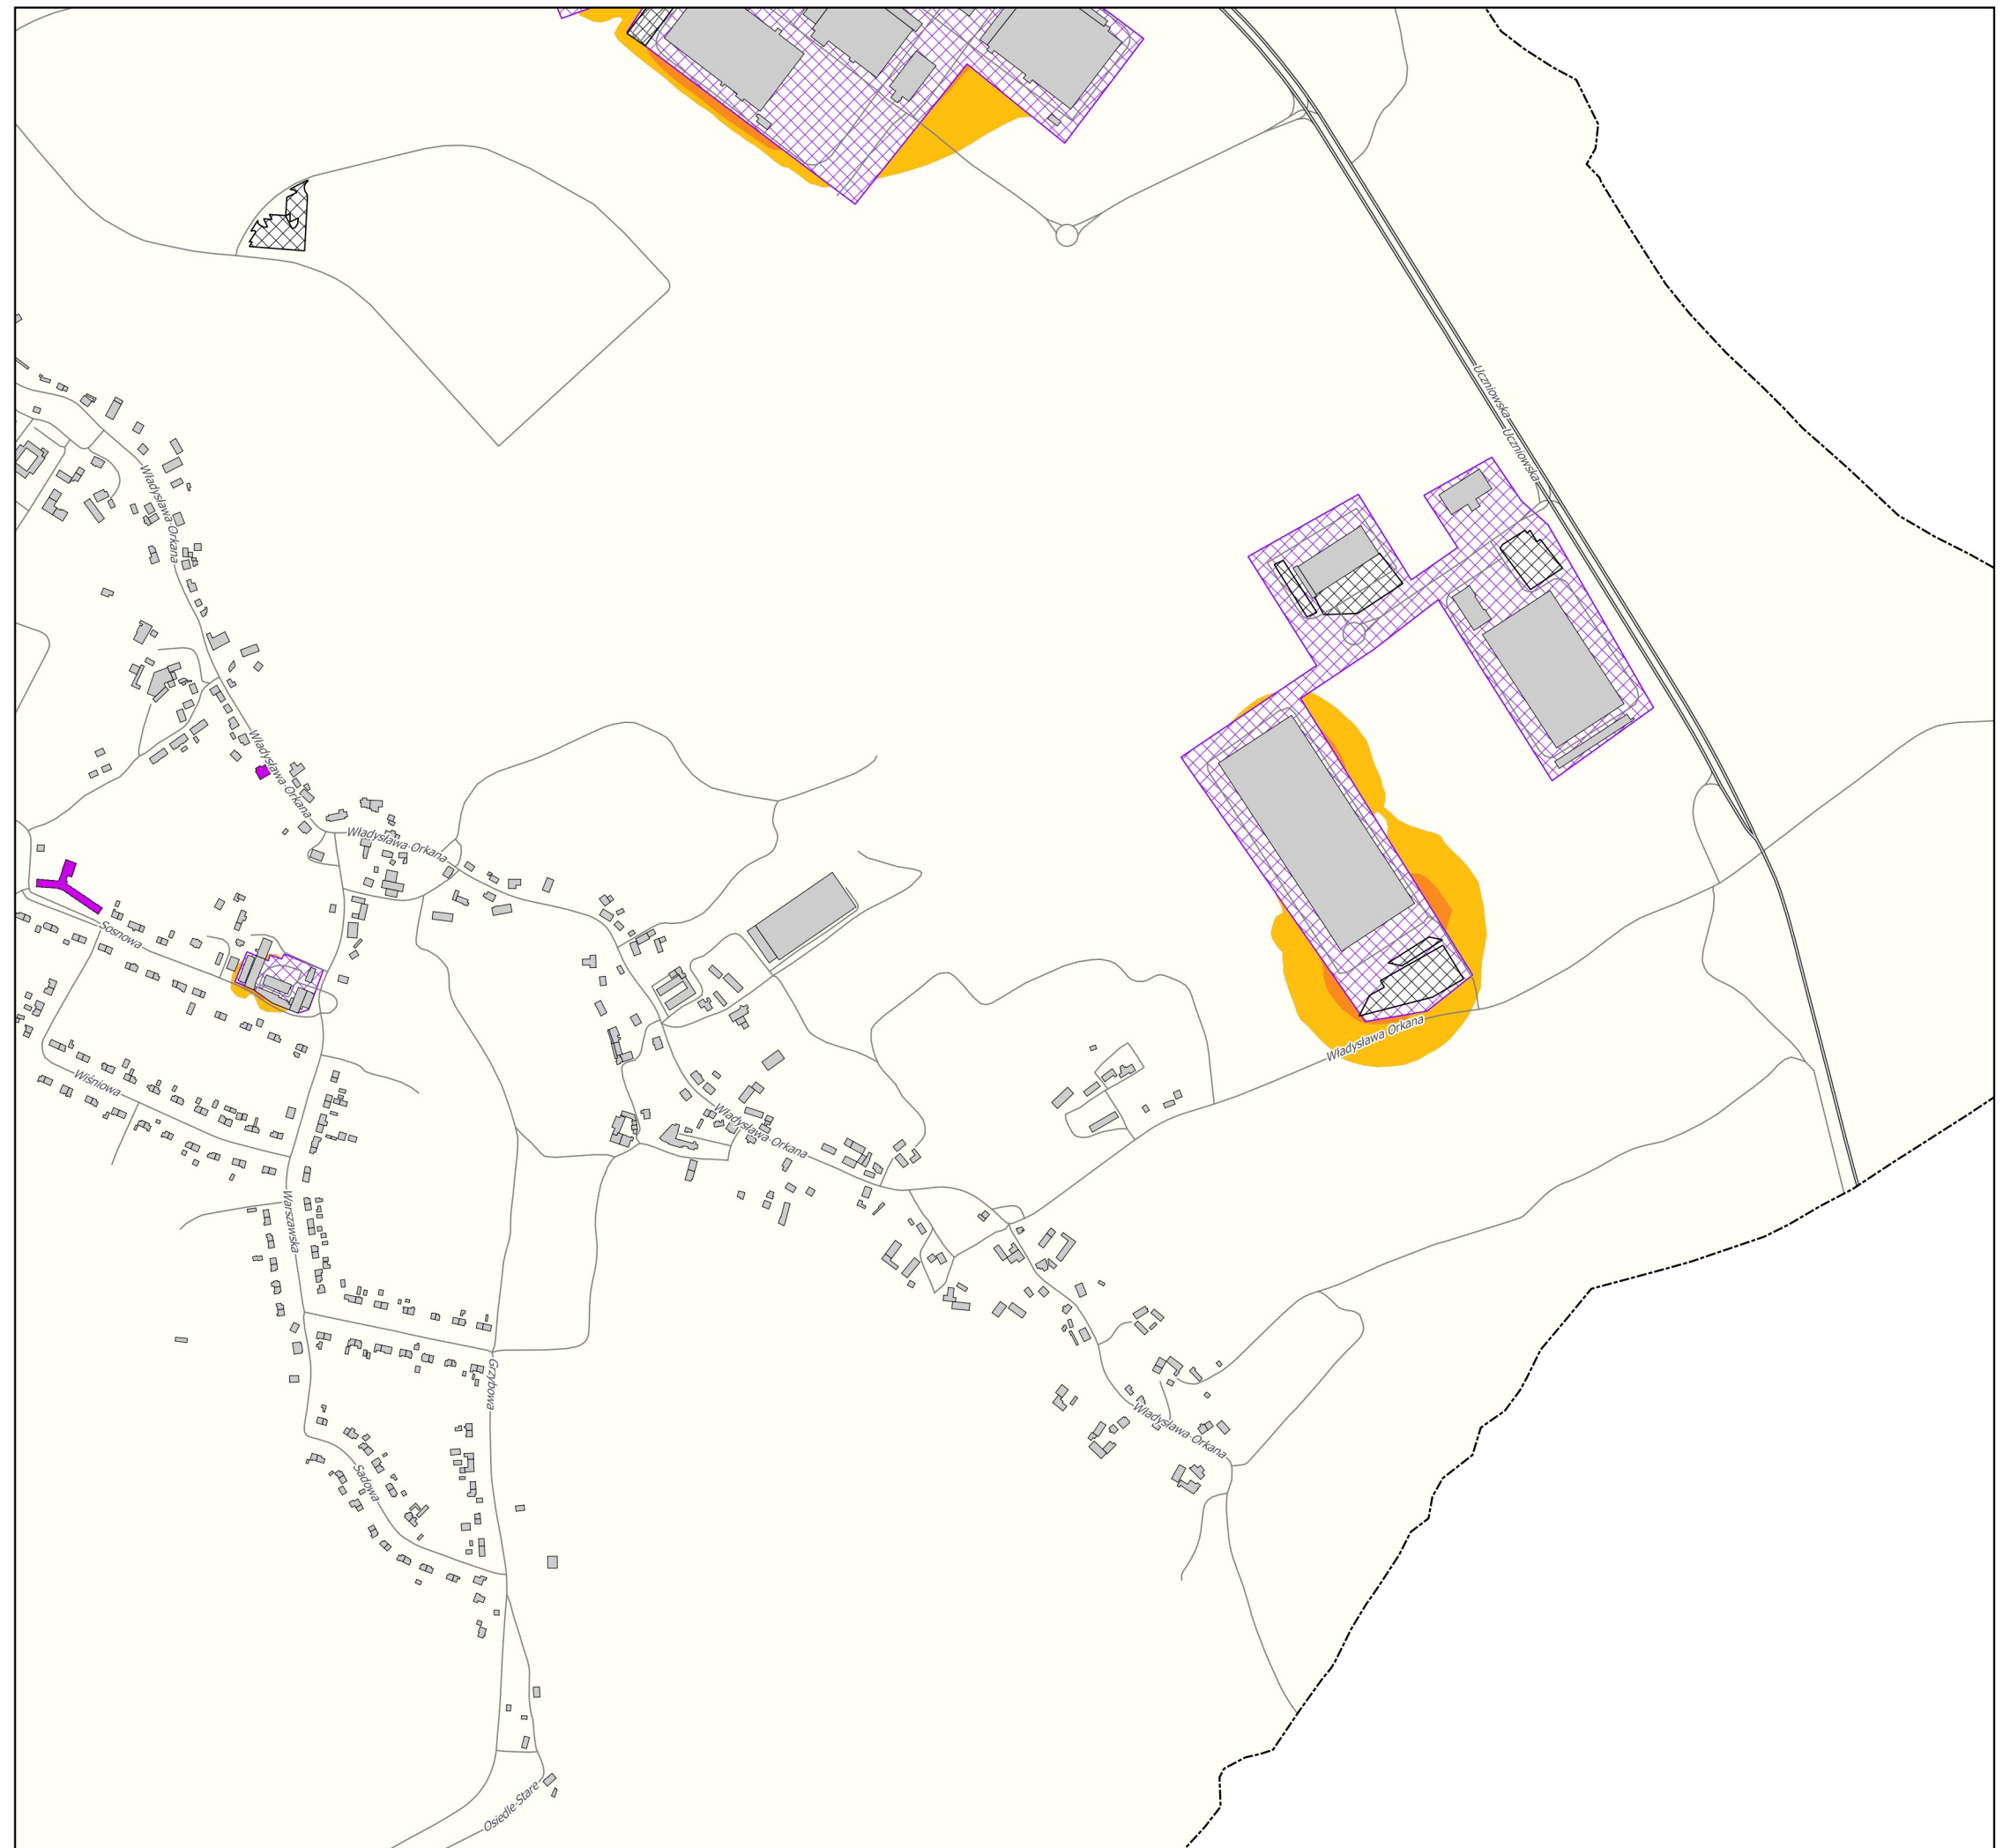 Uczniowska
Uczniowska
Władysława Orkana
Władysława Orkana
Władysława Orkana
Sosnowa
Władysława Orkana
Wiśniowa
Władysława Orkana
Warszawska
Grzybowa
Władysława Orkana
Sadowa
Osiedle Stare